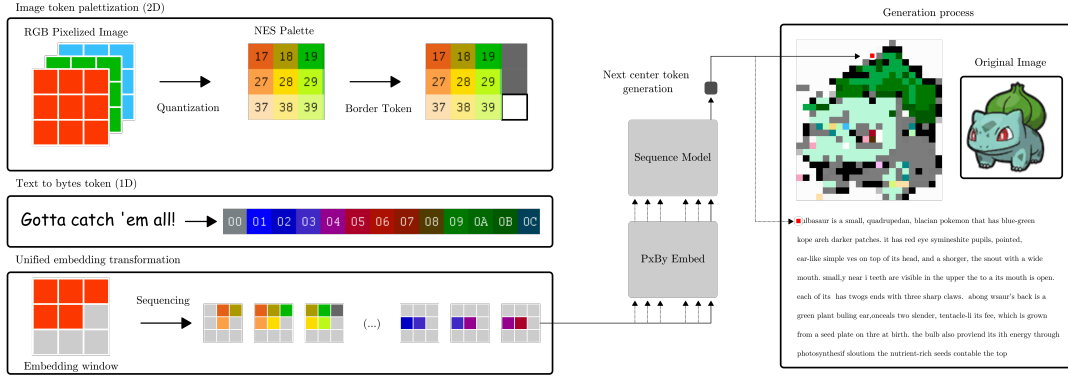 Image token palettization (2D)
RGB Pixelized Image
NES Palette
17 18 19
27 28 29
37 38 39
Quantization
Border Token
17 18 19
27 28 29
37 38 39
Text to bytes token (1D)
Gotta catch 'em all!
00 01 02 03 04 05 06 07 08 09 0A 0B 0C
Unified embedding transformation
Sequencing
(...)
Embedding window
Next center token
generation
Sequence Model
PxBy Embed
Generation process
Original Image
ulbasaur is a small, quadrupedan, blacian pokemon that has blue-green
kope arch darker patches. it has red eye symineshite pupils, pointed,
ear-like simple ves on top of its head, and a shorger, the snout with a wide
mouth. small,y near i teeth are visible in the upper the to a its mouth is open.
each of its has twogs ends with three sharp claws. abong wsaur's back is a
green plant buling ear,onceals two slender, tentacle-li its fee, which is grown
from a seed plate on thre at birth. the bulb also proviend its ith energy through
photosynthesif sloutiom the nutrient-rich seeds contable the top